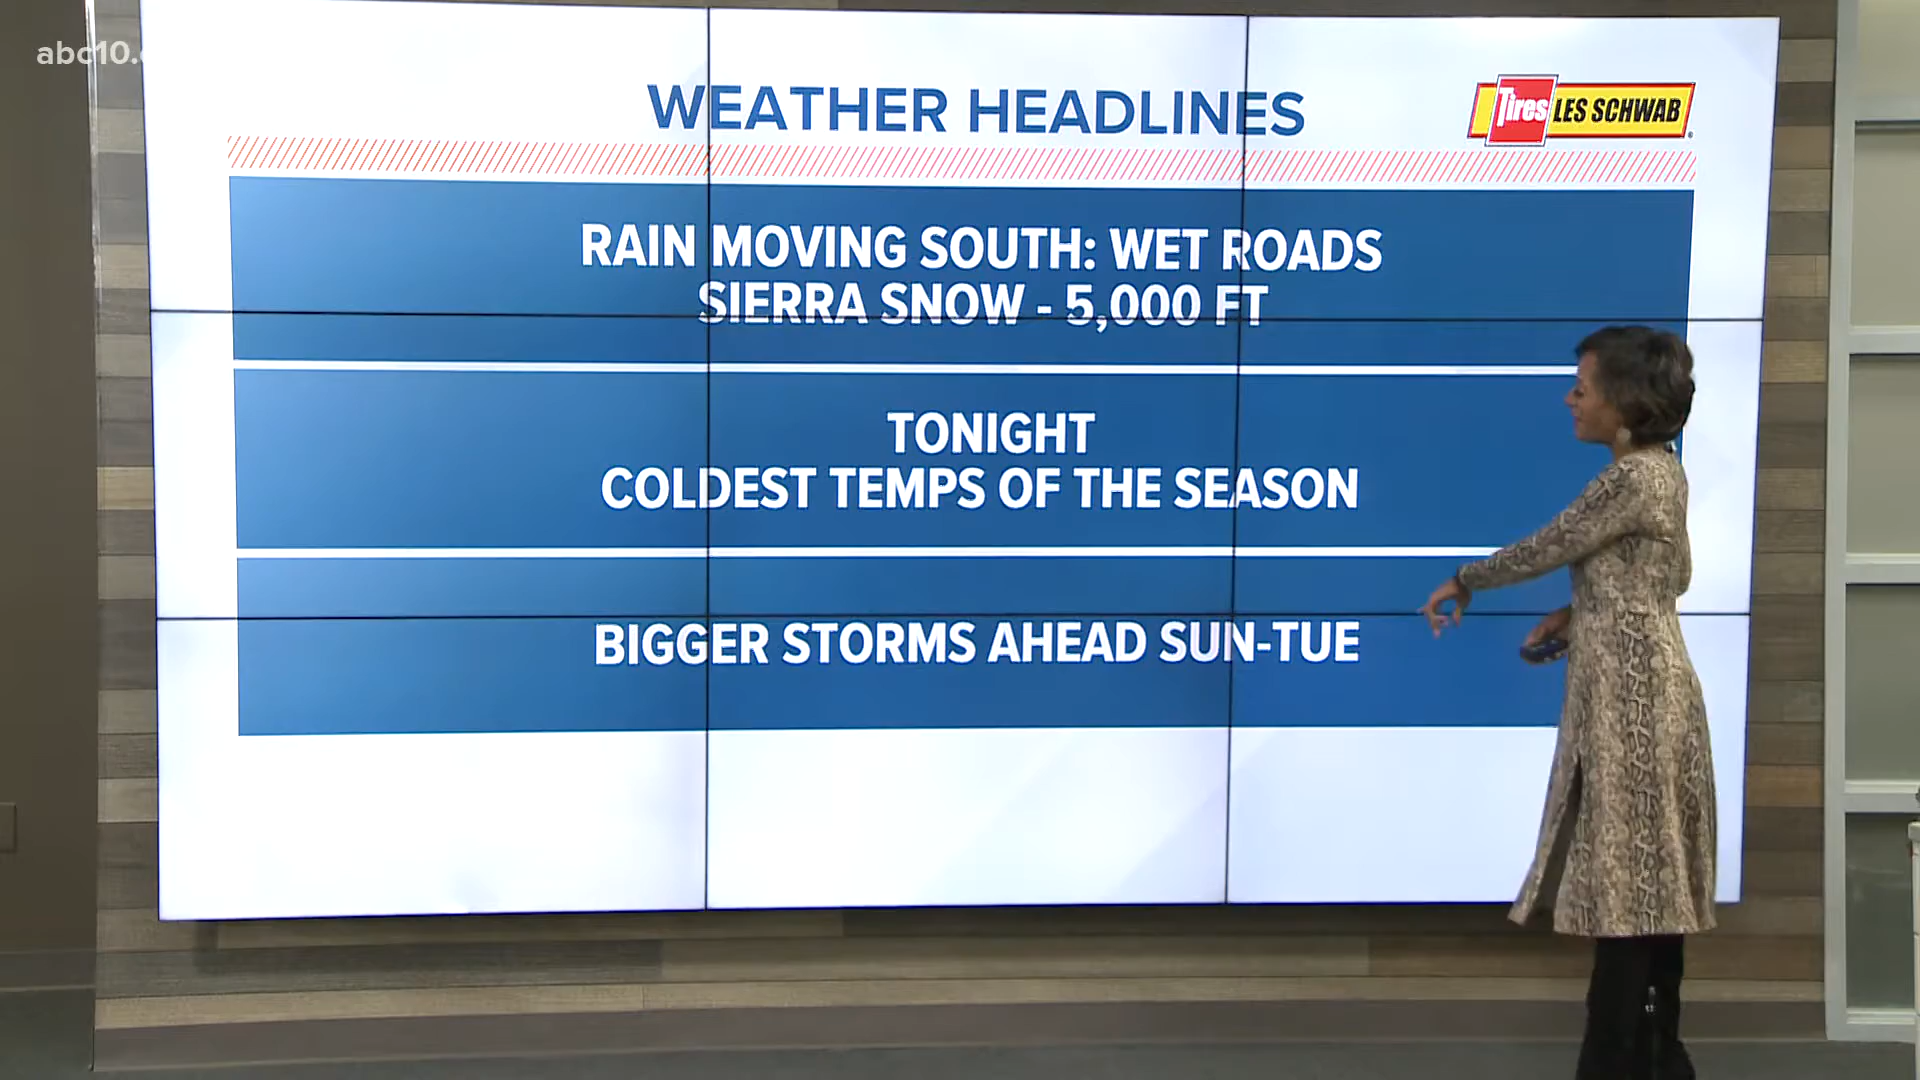 abc10.
WEATHER HEADLINES
Tires LES SCHWAB
RAIN MOVING SOUTH: WET ROADS
SIERRA SNOW - 5,000 FT
TONIGHT
COLDEST TEMPS OF THE SEASON
BIGGER STORMS AHEAD SUN-TUE